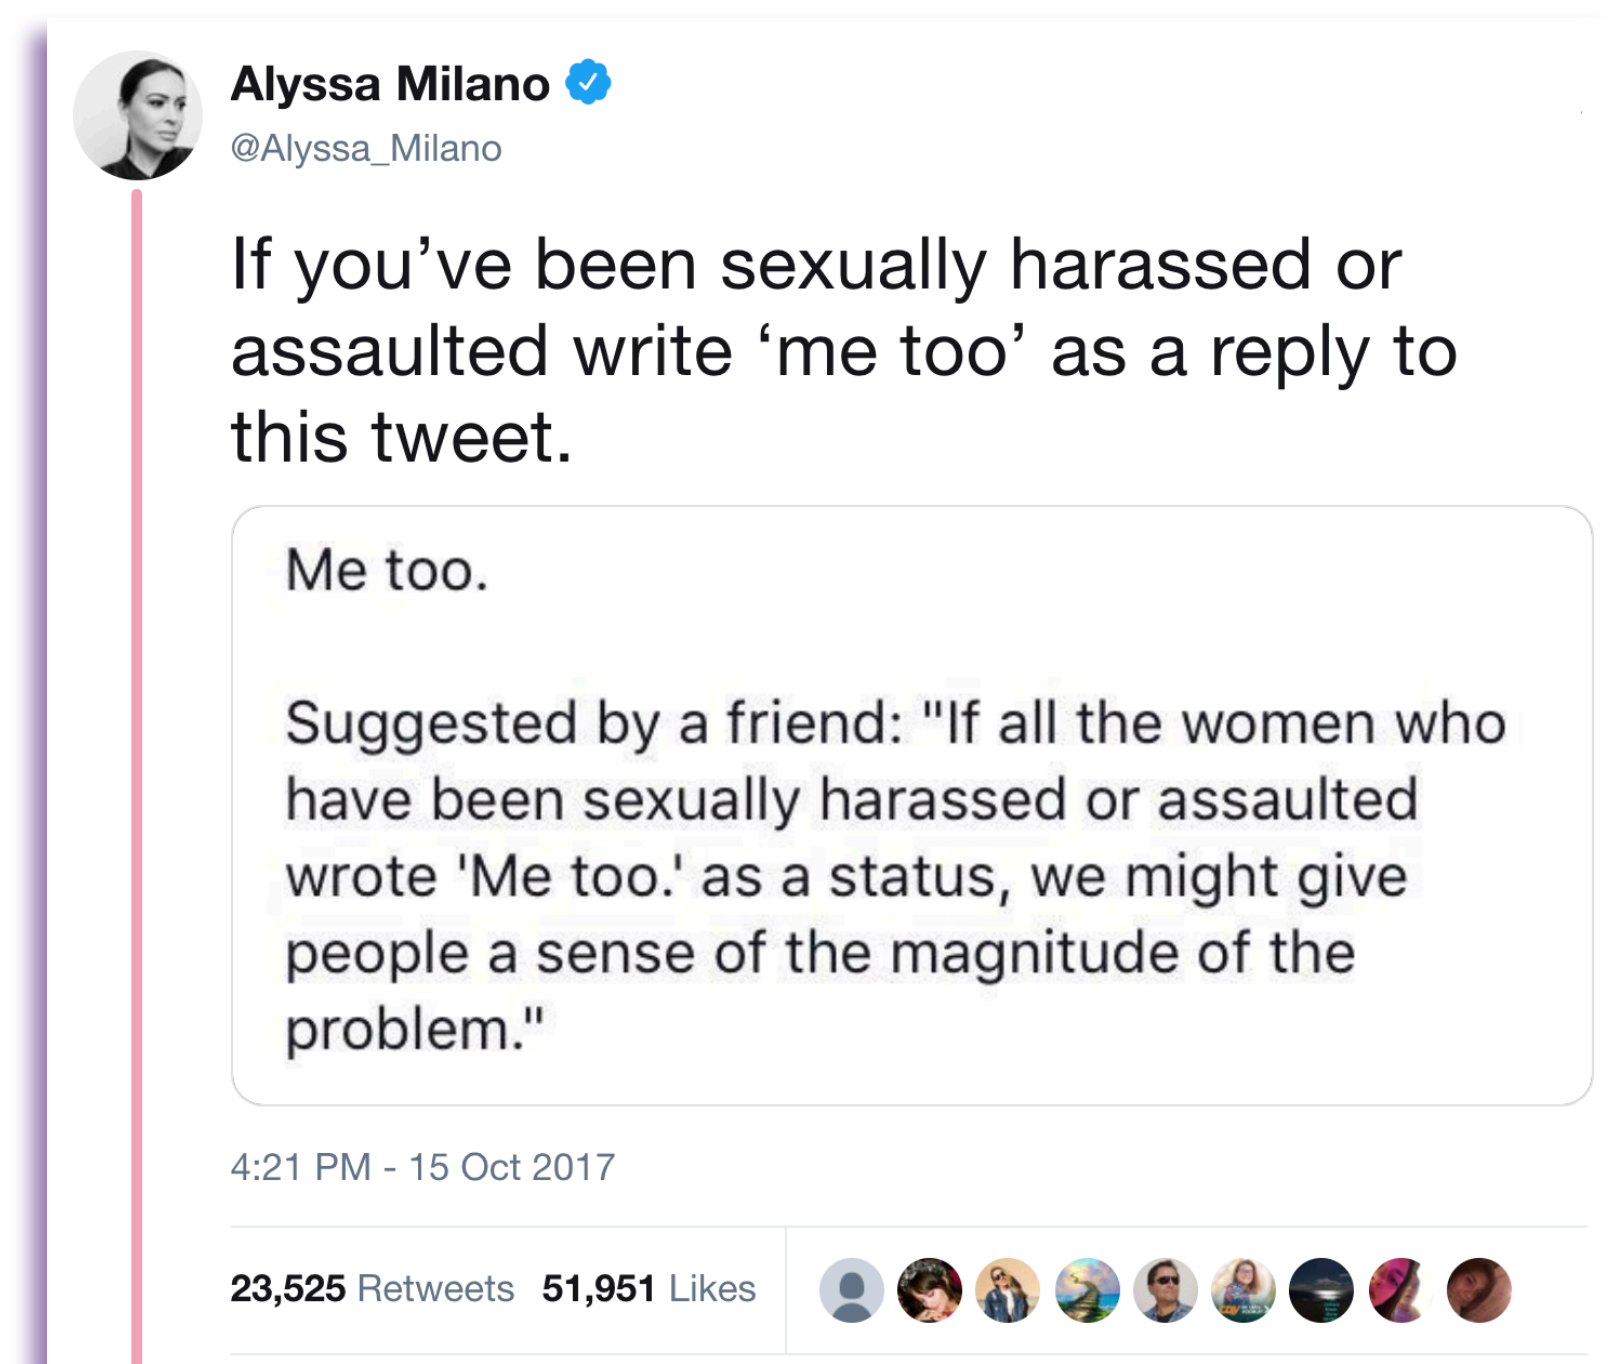 Alyssa Milano
@Alyssa_Milano
If you’ve been sexually harassed or
assaulted write ‘me too’ as a reply to
this tweet.
Me too.
Suggested by a friend: "If all the women who
have been sexually harassed or assaulted
wrote 'Me too.' as a status, we might give
people a sense of the magnitude of the
problem."
4:21 PM - 15 Oct 2017
23,525 Retweets 51,951 Likes